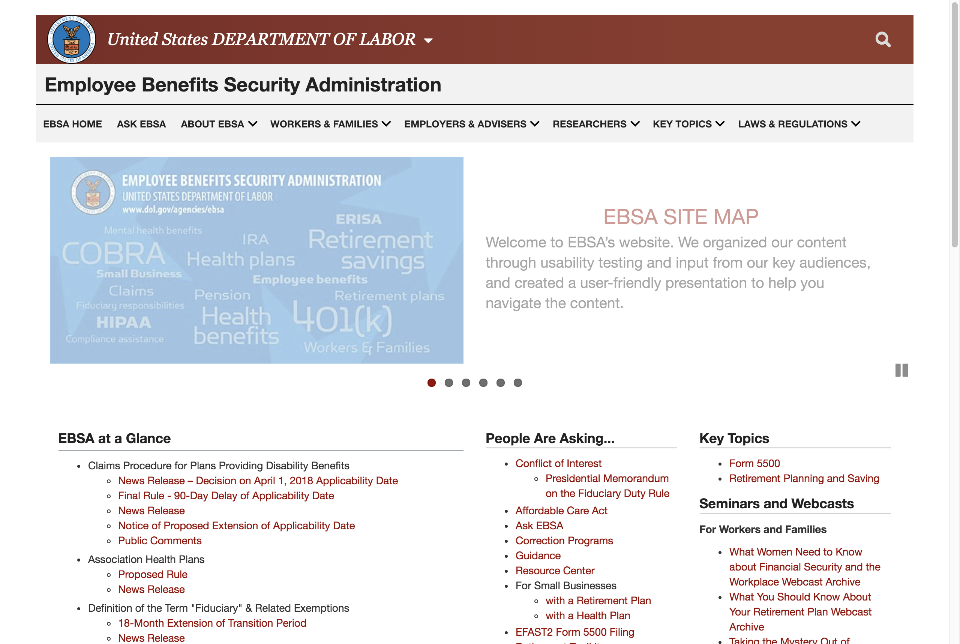 United States DEPARTMENT OF LABOR
Employee Benefits Security Administration
EBSA HOME ASK EBSA ABOUT EBSA WORKERS & FAMILIES EMPLOYERS & ADVISERS RESEARCHERS KEY TOPICS LAWS & REGULATIONS
EMPLOYEE BENEFITS SECURITY ADMINISTRATION
UNITED STATES DEPARTMENT OF LABOR
www.dol.gov/agencies/ebsa
ERISA
Mental health benefits
IRA
Retirement
COBRA
Health plans
savings
Small Business
Employee benefits
Claims
Pension
Retirement plans
Fiduciary responsibilities
HIPAA
Health
401(k)
Compliance assistance
benefits
Workers & Families
EBSA SITE MAP
Welcome to EBSA's website. We organized our content
through usability testing and input from our key audiences,
and created a user-friendly presentation to help you
navigate the content.
EBSA at a Glance
Claims Procedure for Plans Providing Disability Benefits
News Release – Decision on April 1, 2018 Applicability Date
Final Rule - 90-Day Delay of Applicability Date
News Release
Notice of Proposed Extension of Applicability Date
Public Comments
Association Health Plans
Proposed Rule
News Release
Definition of the Term "Fiduciary" & Related Exemptions
18-Month Extension of Transition Period
News Release
People Are Asking...
Conflict of Interest
Presidential Memorandum
on the Fiduciary Duty Rule
Affordable Care Act
Ask EBSA
Correction Programs
Guidance
Resource Center
For Small Businesses
with a Retirement Plan
with a Health Plan
EFAST2 Form 5500 Filing
Key Topics
Form 5500
Retirement Planning and Saving
Seminars and Webcasts
For Workers and Families
What Women Need to Know
about Financial Security and the
Workplace Webcast Archive
What You Should Know About
Your Retirement Plan Webcast
Archive
Taking the Mystery Out of